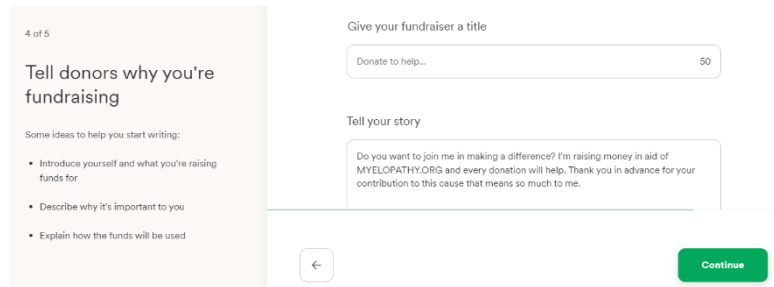 4 of 5
Tell donors why you're
fundraising
Some ideas to help you start writing:
• Introduce yourself and what you're raising
funds for
• Describe why it's important to you
• Explain how the funds will be used
Give your fundraiser a title
Donate to help... 50
Tell your story
Do you want to join me in making a difference? I'm raising money in aid of
MYELOPATHY.ORG and every donation will help. Thank you in advance for your
contribution to this cause that means so much to me.
Continue